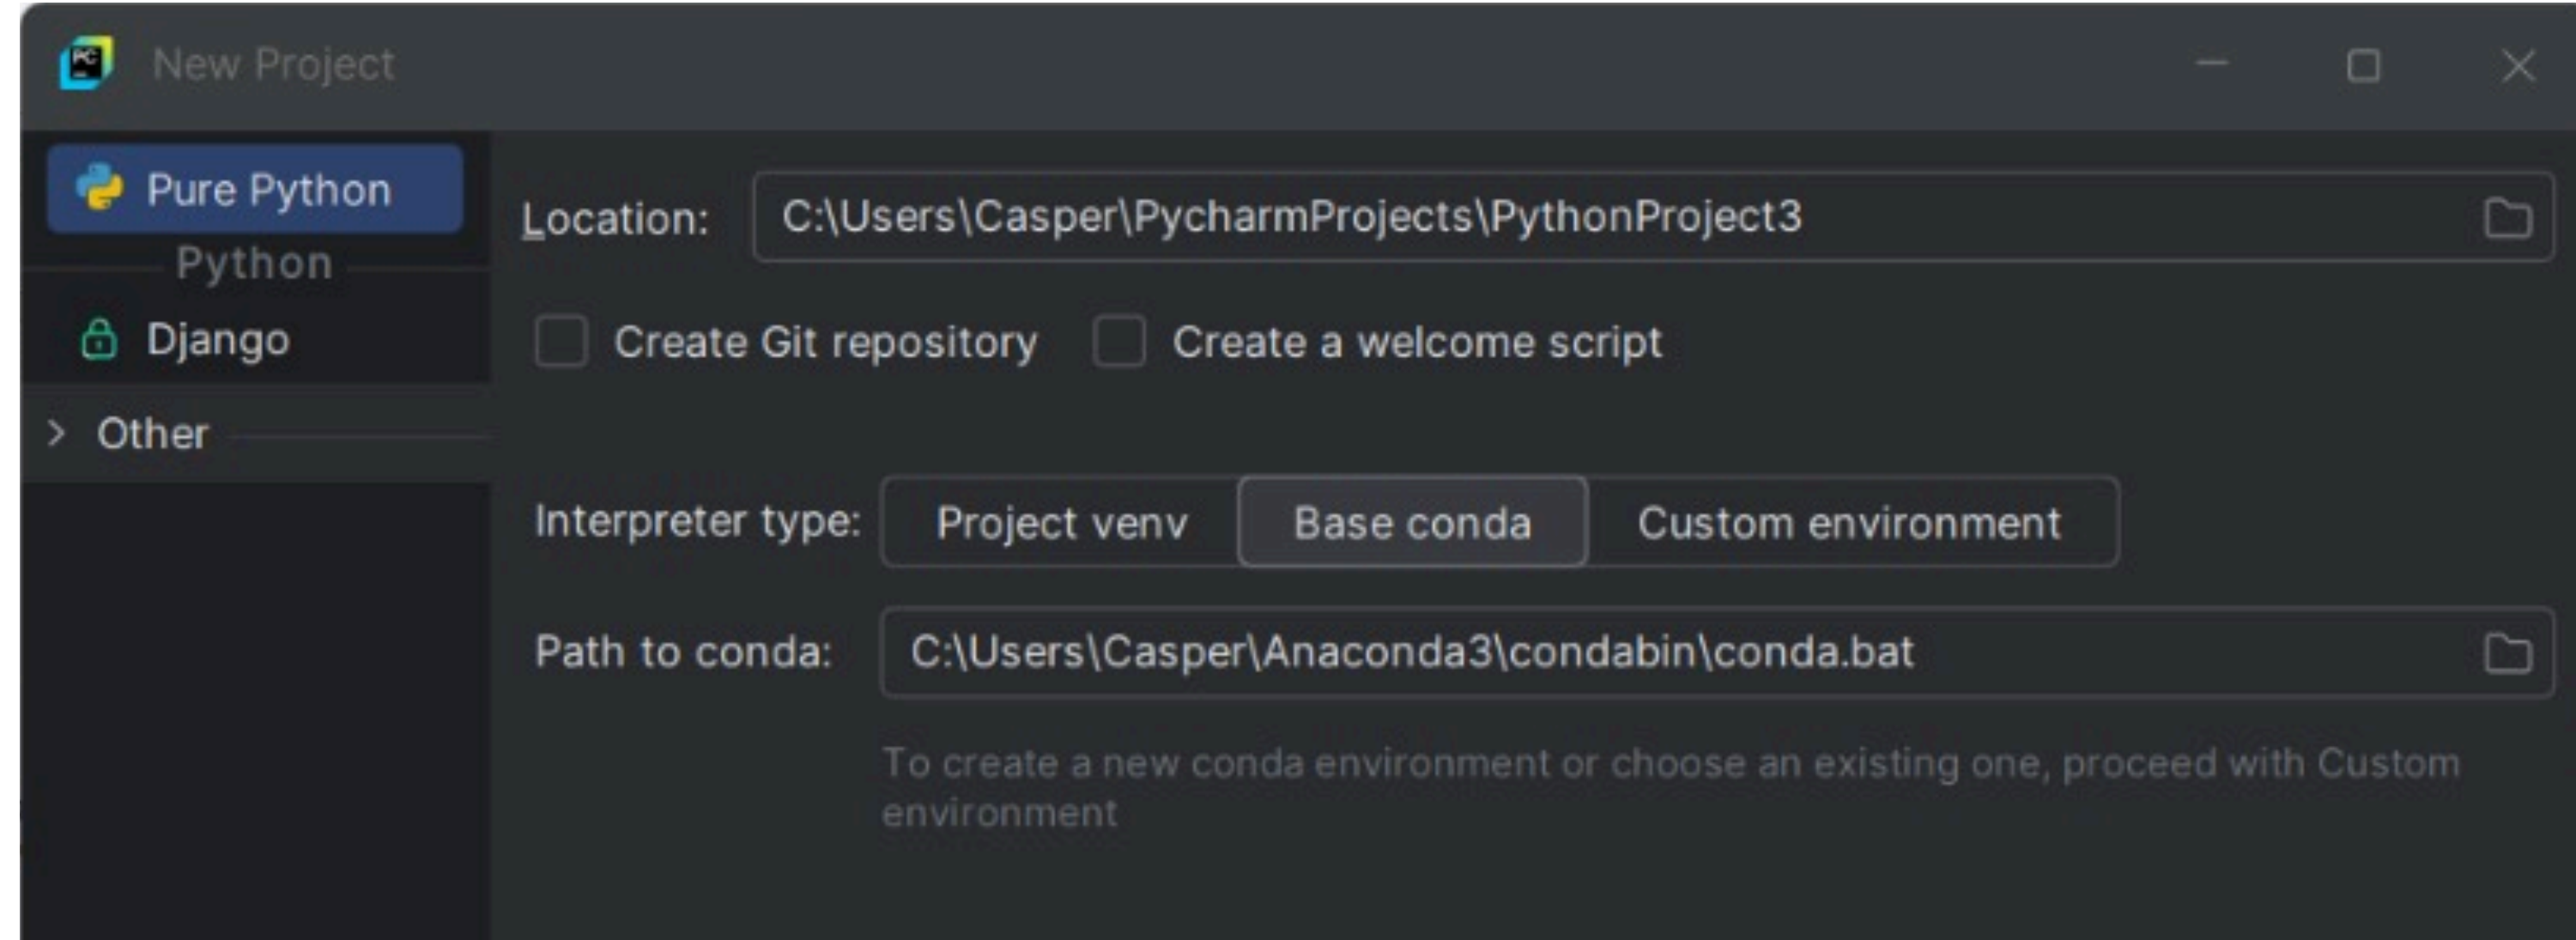 New Project
Pure Python
Python
Django
Other
Location: C:\Users\Casper\PycharmProjects\PythonProject3
Create Git repository Create a welcome script
Interpreter type: Project venv Base conda Custom environment
Path to conda: C:\Users\Casper\Anaconda3\condabin\conda.bat
To create a new conda environment or choose an existing one, proceed with Custom
environment